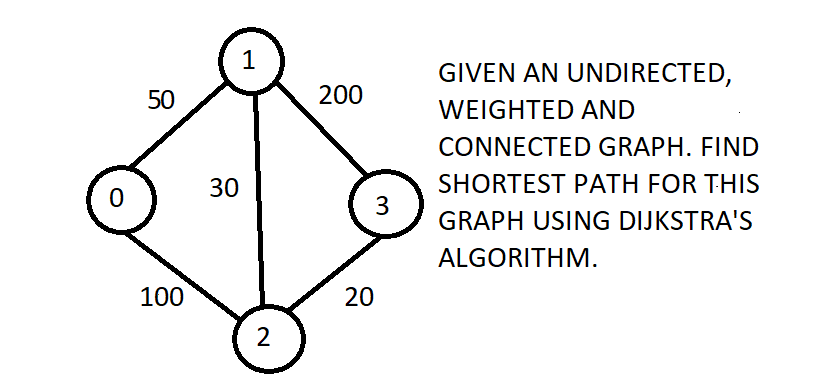 1
50
200
30
0
3
100
20
2
GIVEN AN UNDIRECTED,
WEIGHTED AND
CONNECTED GRAPH. FIND
SHORTEST PATH FOR THIS
GRAPH USING DIJKSTRA'S
ALGORITHM.